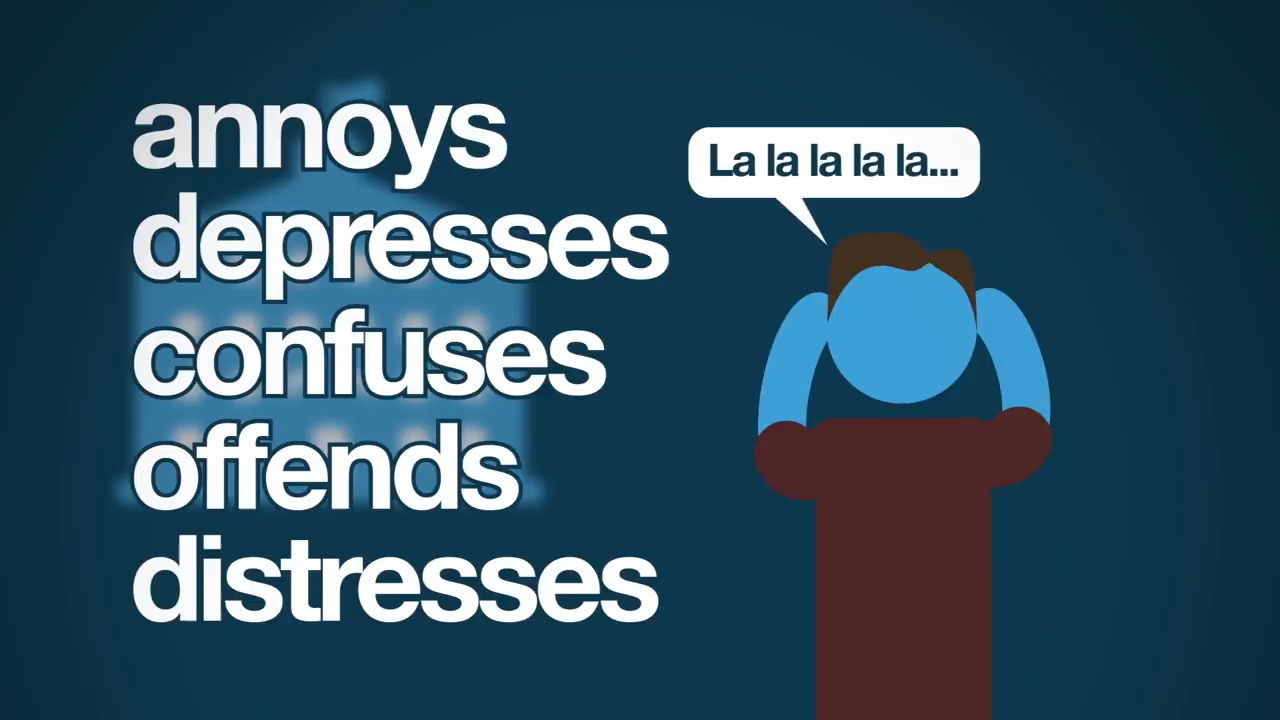 annoys
depresses
confuses
offends
distresses
La la la la la...